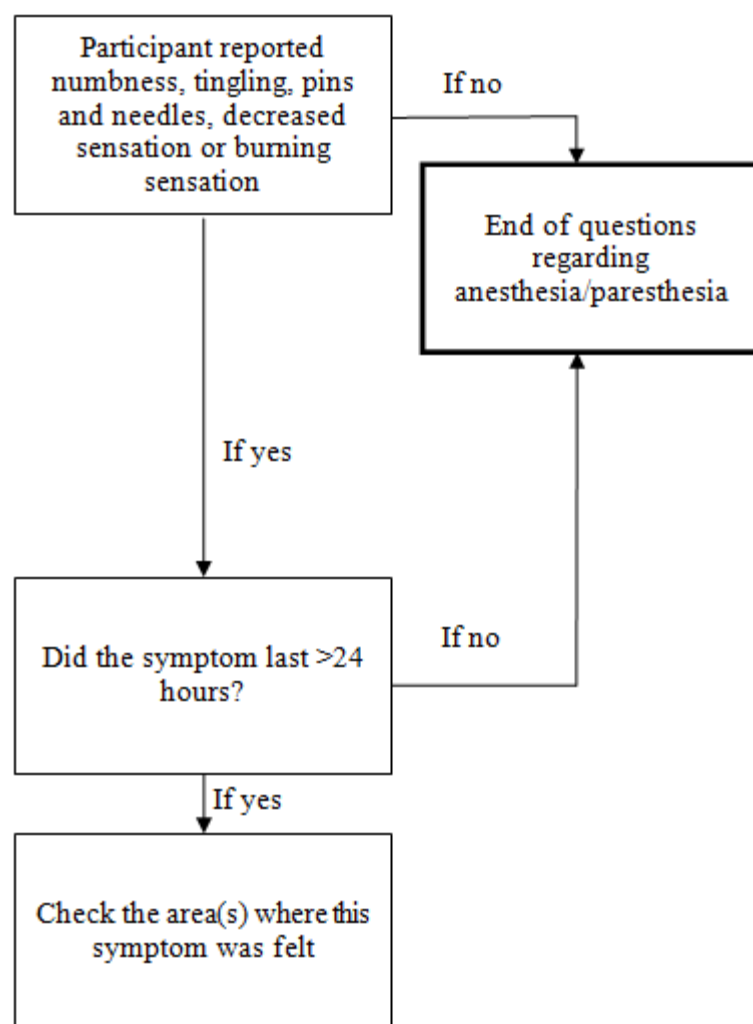 Participant reported
numbness, tingling, pins
and needles, decreased
sensation or burning
sensation
If no
End of questions
regarding
anesthesia/paresthesia
If yes
Did the symptom last >24
hours?
If no
If yes
Check the area(s) where this
symptom was felt